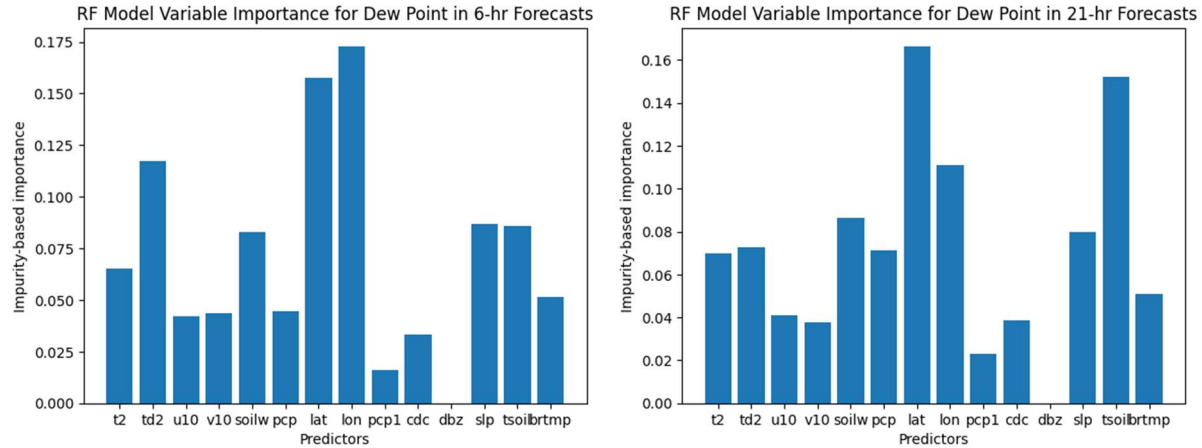 RF Model Variable Importance for Dew Point in 6-hr Forecasts
Impurity-based importance
0.175
0.150
0.125
0.100
0.075
0.050
0.025
0.000
t2 td2 u10 v10 soilw pcp lat lon pcp1 cdc dbz slp tsoil brtmp
Predictors
RF Model Variable Importance for Dew Point in 21-hr Forecasts
Impurity-based importance
0.16
0.14
0.12
0.10
0.08
0.06
0.04
0.02
0.00
t2 td2 u10 v10 soilw pcp lat lon pcp1 cdc dbz slp tsoil brtmp
Predictors